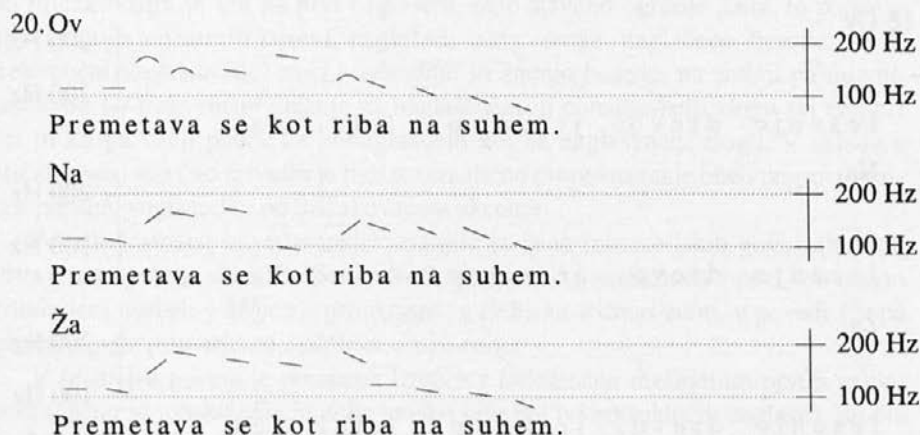 20. Ov
200 Hz
100 Hz
Premetava se kot riba na suhem.
Na
200 Hz
100 Hz
Premetava se kot riba na suhem.
Ža
200 Hz
100 Hz
Premetava se kot riba na suhem.